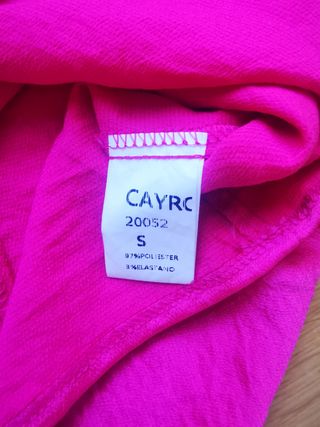 CAYRO
20052
S
97%POLIESTER
3%ELASTANO